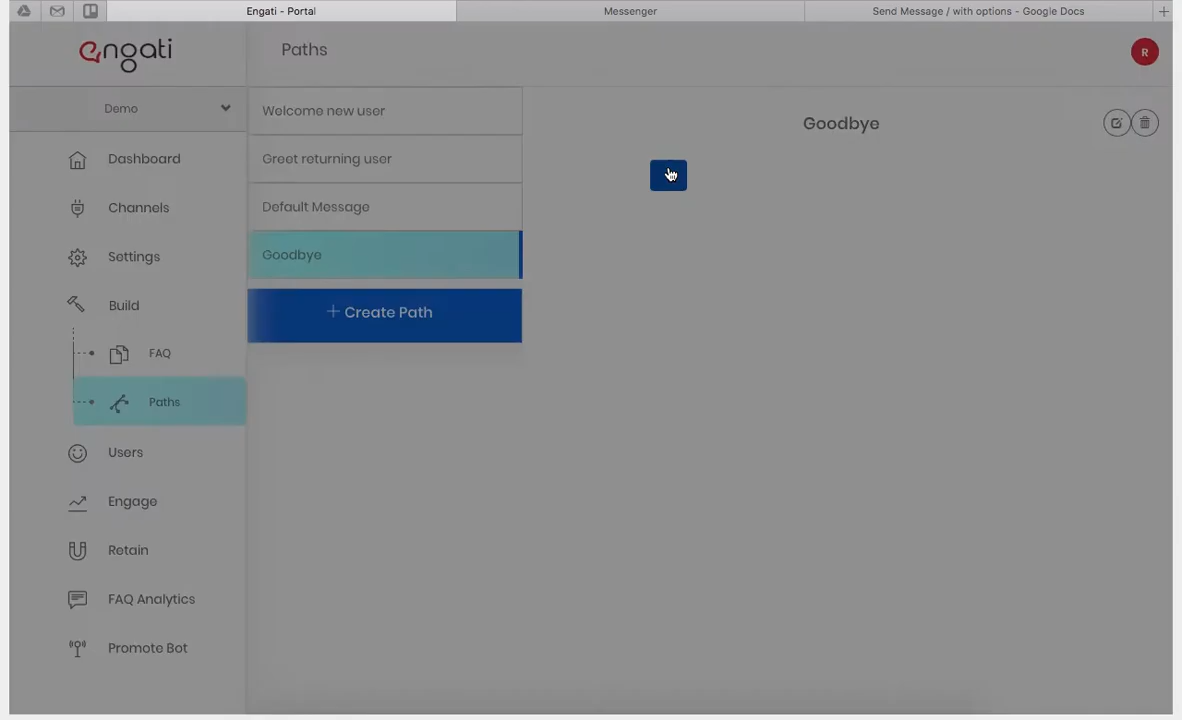 Engati - Portal
Messenger
Send Message / with options - Google Docs
engati
Paths
R
Demo
Welcome new user
Goodbye
Dashboard
Greet returning user
Channels
Default Message
Settings
Goodbye
Build
+ Create Path
FAQ
Paths
Users
Engage
Retain
FAQ Analytics
Promote Bot